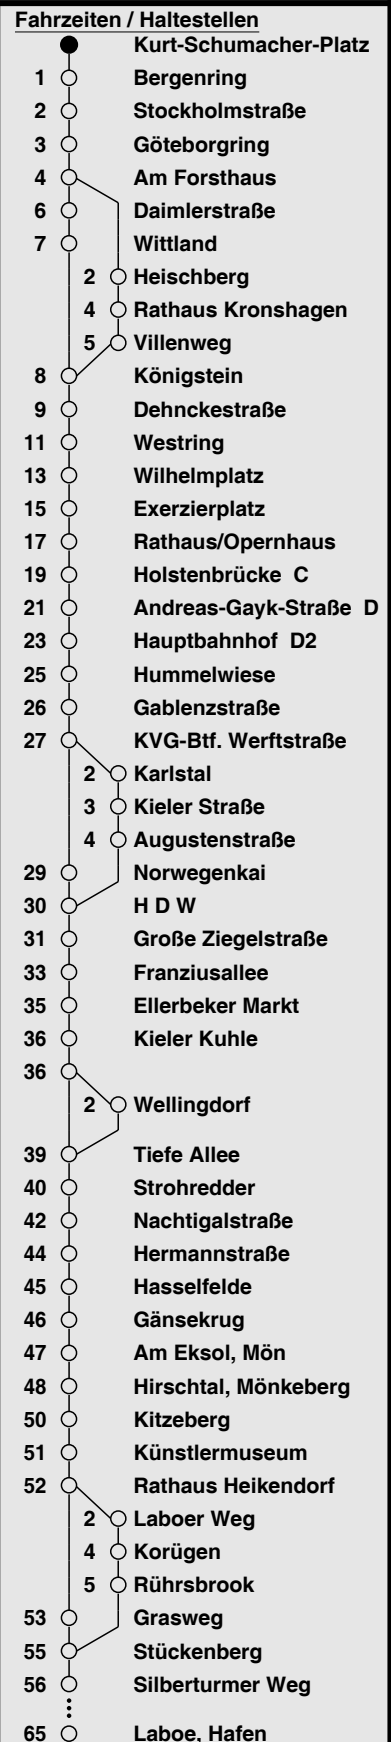 Fahrzeiten / Haltestellen
Kurt-Schumacher-Platz
1 Bergenring
2 Stockholmstraße
3 Göteborgring
4 Am Forsthaus
6 Daimlerstraße
7 Wittland
2 Heischberg
4 Rathaus Kronshagen
5 Villenweg
8 Königstein
9 Dehnckestraße
11 Westring
13 Wilhelmplatz
15 Exerzierplatz
17 Rathaus/Opernhaus
19 Holstenbrücke C
21 Andreas-Gayk-Straße D
23 Hauptbahnhof D2
25 Hummelwiese
26 Gablenzstraße
27 KVG-Btf. Werftstraße
2 Karlstal
3 Kieler Straße
4 Augustenstraße
29 Norwegenkai
30 H D W
31 Große Ziegelstraße
33 Franziusallee
35 Ellerbeker Markt
36 Kieler Kuhle
36
2 Wellingdorf
39 Tiefe Allee
40 Strohredder
42 Nachtigalstraße
44 Hermannstraße
45 Hasselfelde
46 Gänsekrug
47 Am Eksol, Mön
48 Hirschtal, Mönkeberg
50 Kitzeberg
51 Künstlermuseum
52 Rathaus Heikendorf
2 Laboer Weg
4 Korügen
5 Rührsbrook
53 Grasweg
55 Stückenberg
56 Silberturmer Weg
65 Laboe, Hafen